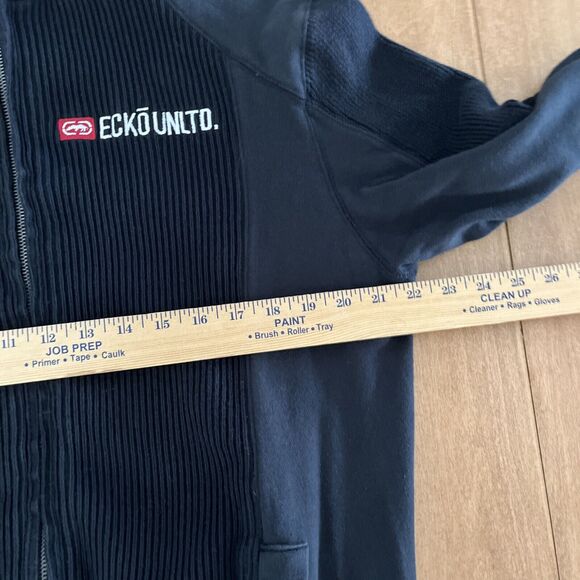 ECKŌ UNLTD.
11 12 13 14 15 16 17 18 19 20 21 22 23 24 25 26
JOB PREP
• Primer • Tape • Caulk
PAINT
• Brush • Roller • Tray
CLEAN UP
• Cleaner • Rags • Gloves